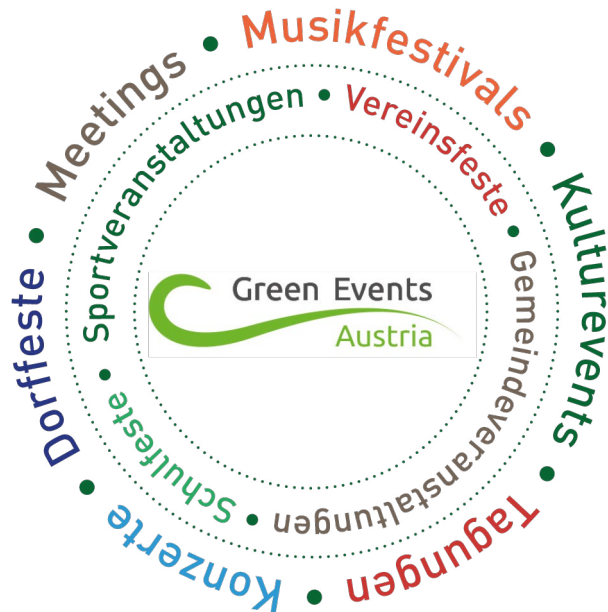 Musikfestivals • Kulturevents • Tagungen • Konzerte • Dorffeste • Meetings •
Vereinsfeste • Gemeindeveranstaltungen • Schulfeste • Sportveranstaltungen •
Green Events
Austria